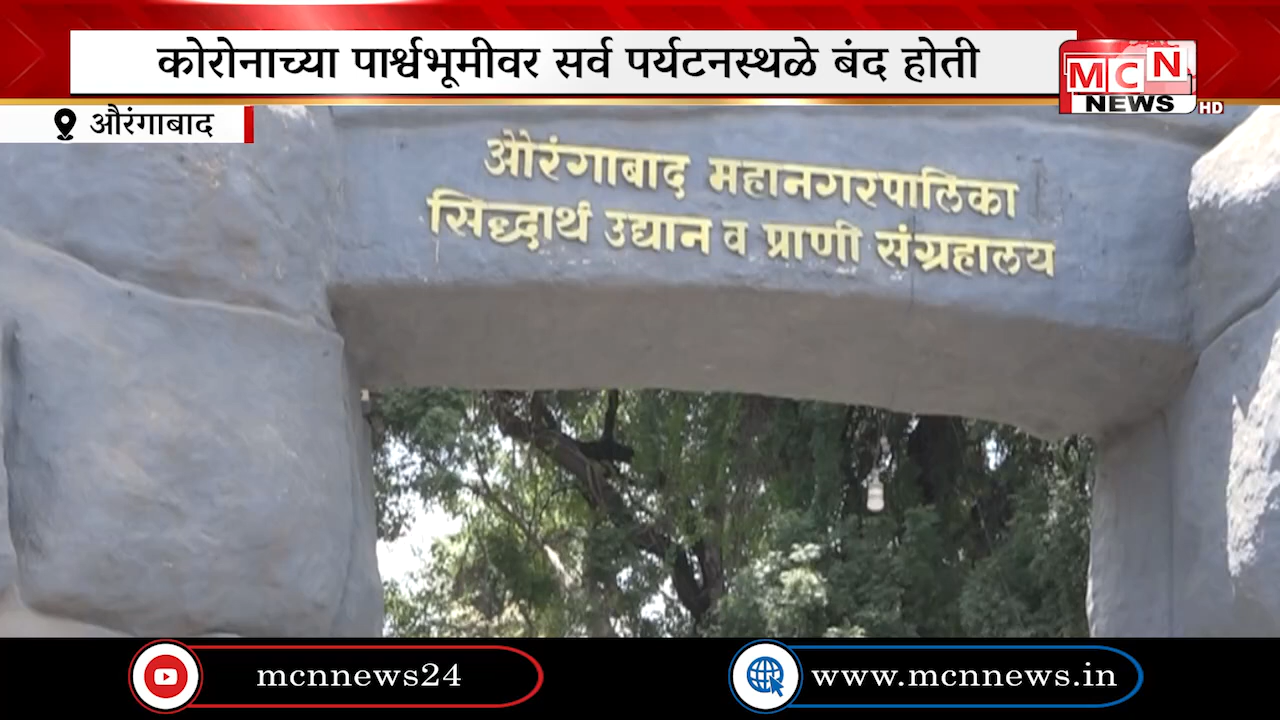 कोरोनाच्या पार्श्वभूमीवर सर्व पर्यटनस्थळे बंद होती
MCN
NEWS HD
औरंगाबाद
औरंगाबाद महानगरपालिका
सिद्धार्थ उद्यान व प्राणी संग्रहालय
mcnnews24
www.mcnnews.in